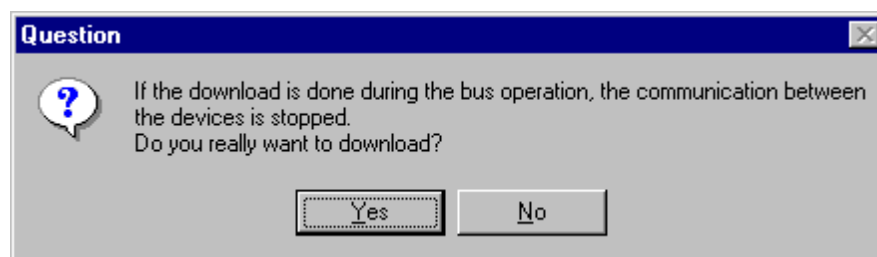 Question
If the download is done during the bus operation, the communication between
the devices is stopped.
Do you really want to download?
Yes
No